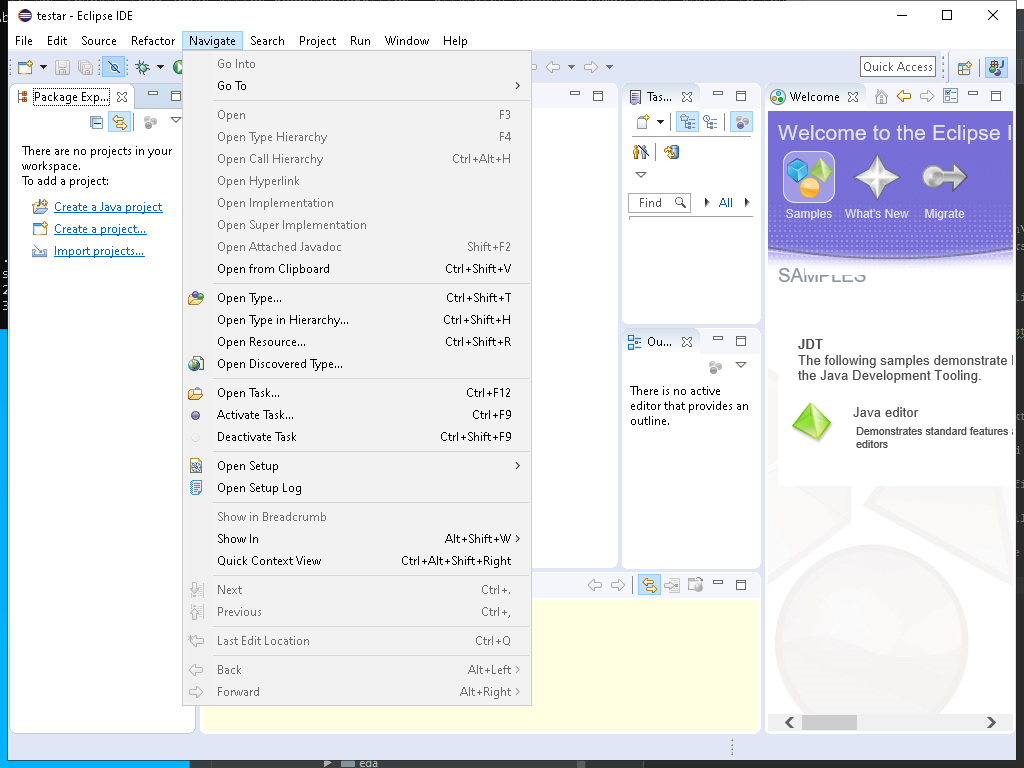 testar - Eclipse IDE
File Edit Source Refactor Navigate Search Project Run Window Help
Quick Access
Package Exp...
There are no projects in your
workspace.
To add a project:
Create a Java project
Create a project...
Import projects...
Go Into
Go To
Open F3
Open Type Hierarchy F4
Open Call Hierarchy Ctrl+Alt+H
Open Hyperlink
Open Implementation
Open Super Implementation
Open Attached Javadoc Shift+F2
Open from Clipboard Ctrl+Shift+V
Open Type... Ctrl+Shift+T
Open Type in Hierarchy... Ctrl+Shift+H
Open Resource... Ctrl+Shift+R
Open Discovered Type...
Open Task... Ctrl+F12
Activate Task... Ctrl+F9
Deactivate Task Ctrl+Shift+F9
Open Setup
Open Setup Log
Show in Breadcrumb
Show In Alt+Shift+W
Quick Context View Ctrl+Alt+Shift+Right
Next Ctrl+.
Previous Ctrl+,
Last Edit Location Ctrl+Q
Back Alt+Left
Forward Alt+Right
Tas...
Find All
Ou...
There is no active
editor that provides an
outline.
Welcome
Welcome to the Eclipse I
Samples What's New Migrate
SAMPLES
JDT
The following samples demonstrate
the Java Development Tooling.
Java editor
Demonstrates standard features
editors
eda